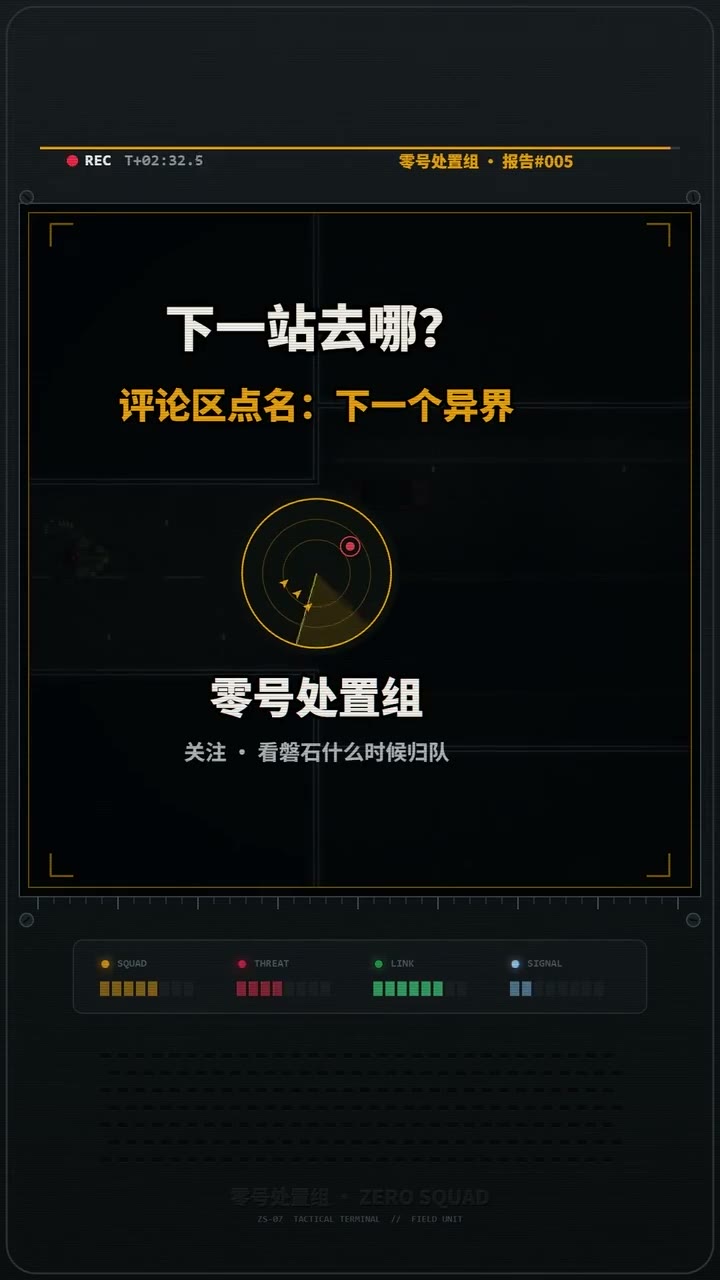 REC T+02:32.5 零号处置组 · 报告#005
下一站去哪?
评论区点名：下一个异界
零号处置组
关注 · 看磐石什么时候归队
SQUAD THREAT LINK SIGNAL
零号处置组 · ZERO SQUAD
ZS-07 TACTICAL TERMINAL // FIELD UNIT